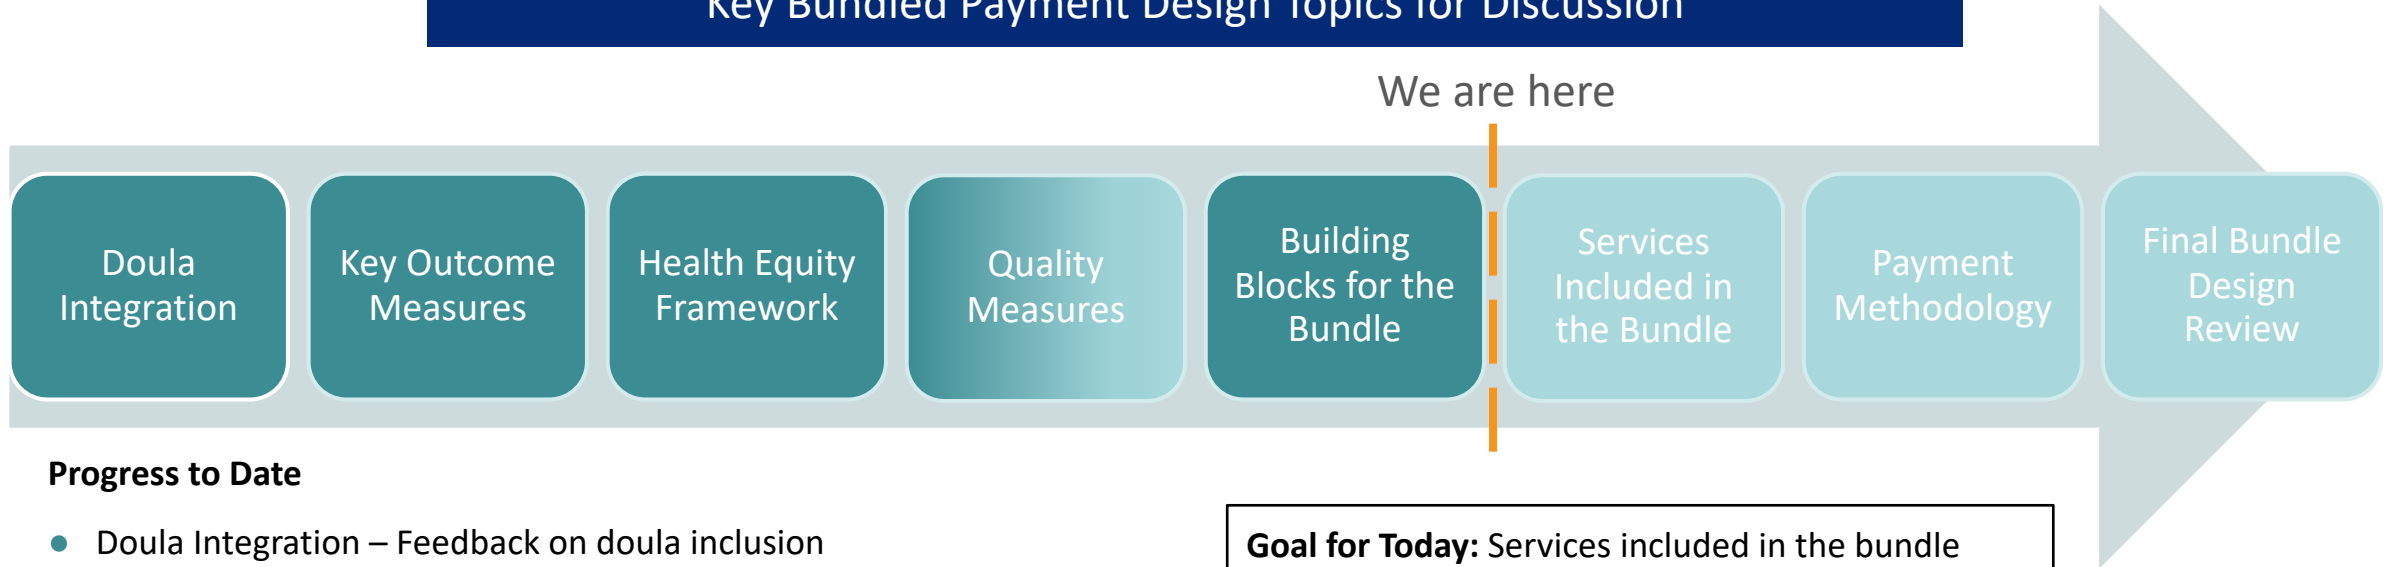 Key Bundled Payment Design Topics for Discussion
We are here
Doula
Integration
Key Outcome
Measures
Health Equity
Framework
Quality
Measures
Building
Blocks for the
Bundle
Services
Included in
the Bundle
Payment
Methodology
Final Bundle
Design
Review
Progress to Date
● Doula Integration – Feedback on doula inclusion
Goal for Today: Services included in the bundle